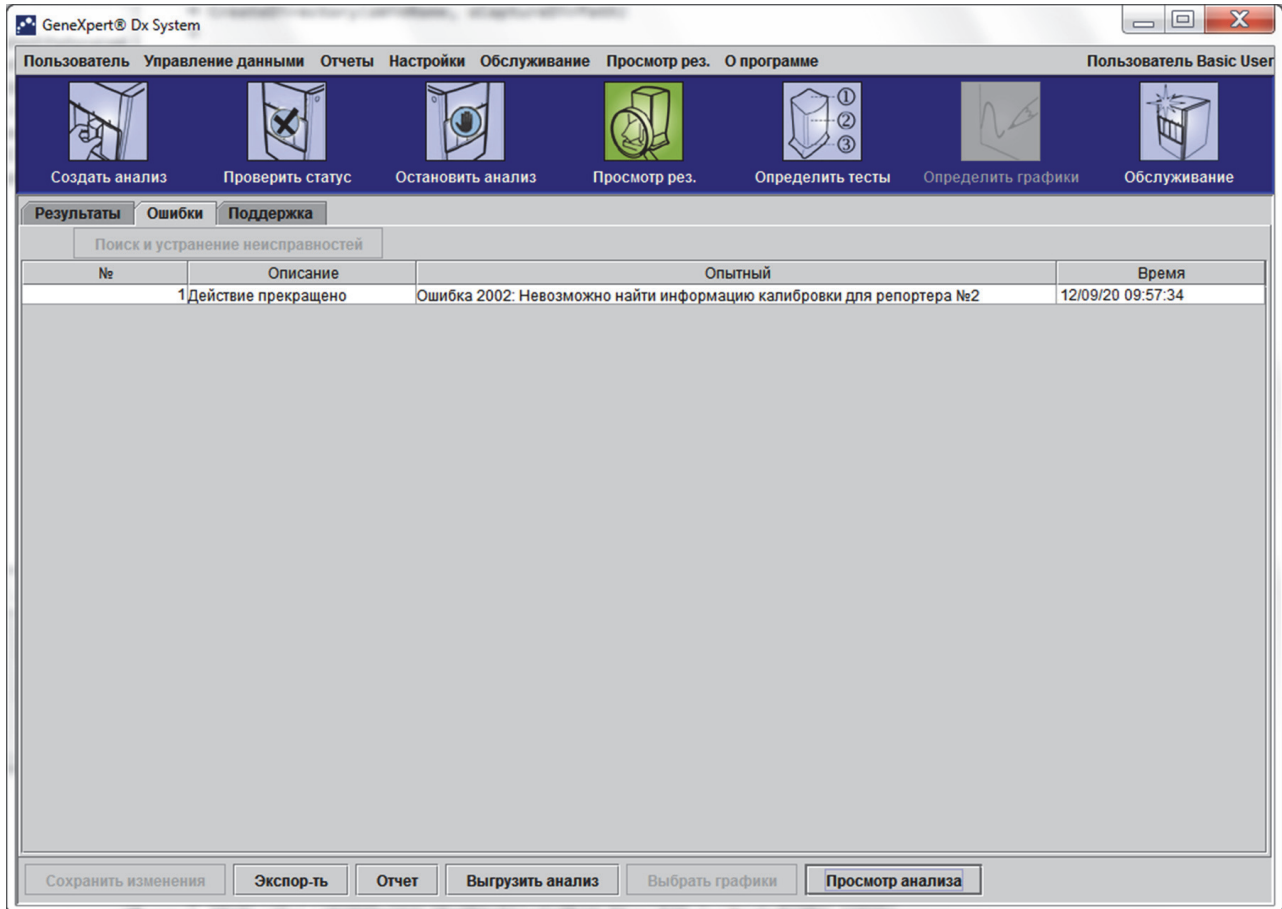 GeneXpert® Dx System
Пользователь Управление данными Отчеты Настройки Обслуживание Просмотр рез. О программе Пользователь Basic User
① ② ③
Создать анализ Проверить статус Остановить анализ Просмотр рез. Определить тесты Определить графики Обслуживание
Результаты Ошибки Поддержка
Поиск и устранение неисправностей
№ Описание Опытный Время
1 Действие прекращено Ошибка 2002: Невозможно найти информацию калибровки для репортера №2 12/09/20 09:57:34
Сохранить изменения Экспор-ть Отчет Выгрузить анализ Выбрать графики Просмотр анализа